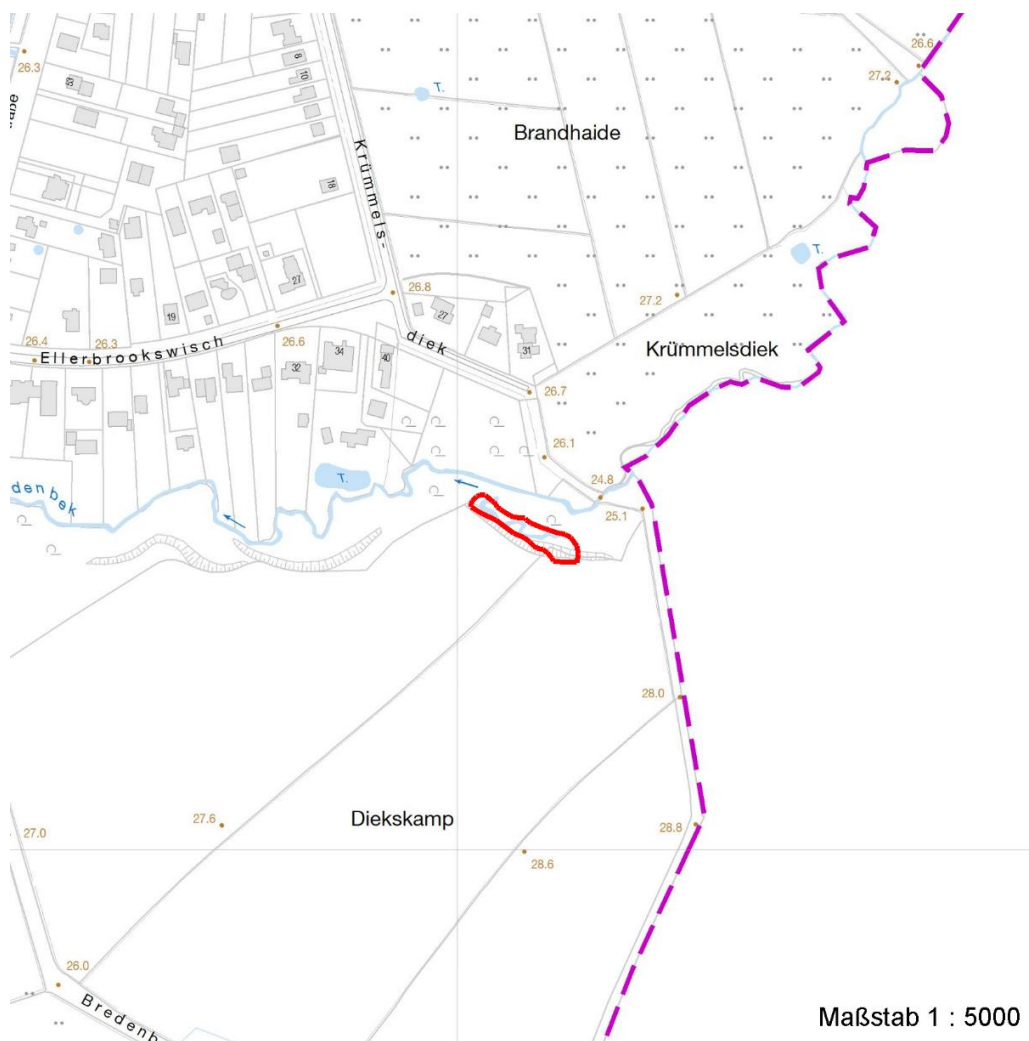 26.6
26.3
8
27.2
63
10
T.
Brandhaide
Krümmels-
18
T.
27
26.8
27.2
19
27
diek
26.4
26.3
26.6
31
Krümmelsdiek
Ellerbrookswisch
34
40
32
26.7
26.1
T.
24.8
denbek
25.1
28.0
27.6
Diekskamp
28.8
27.0
28.6
26.0
Bredenb
Maßstab 1 : 5000